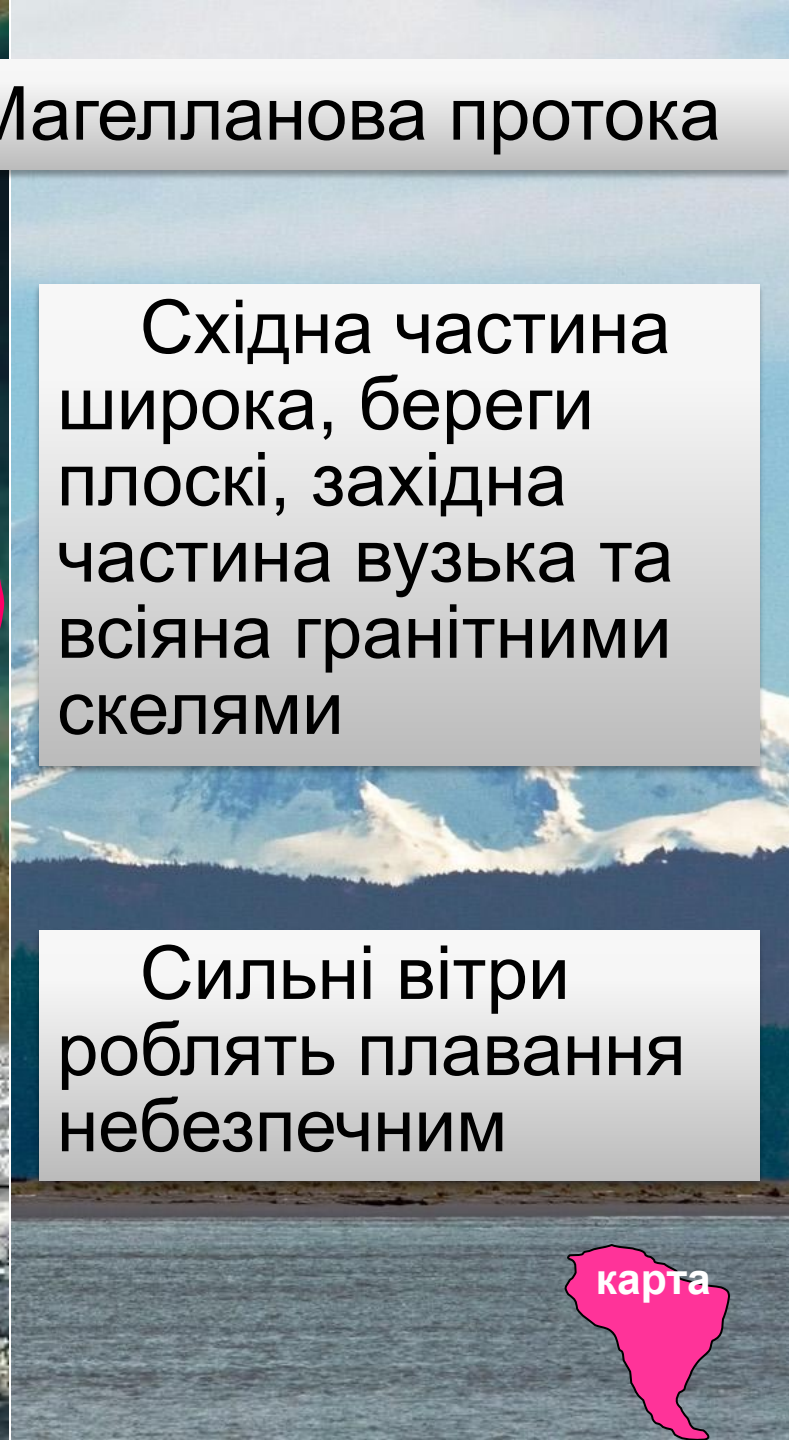 Магелланова протока
Східна частина
широка, береги
плоскі, західна
частина вузька та
всіяна гранітними
скелями
Сильні вітри
роблять плавання
небезпечним
карта